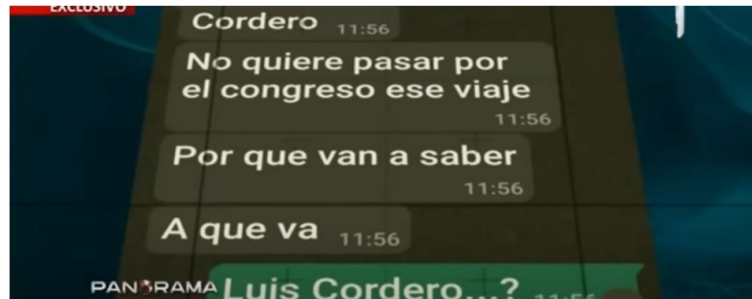 EXCLUSIVO
Cordero 11:56
No quiere pasar por
el congreso ese viaje
11:56
Por que van a saber
11:56
A que va 11:56
PANORAMA Luis Cordero...?